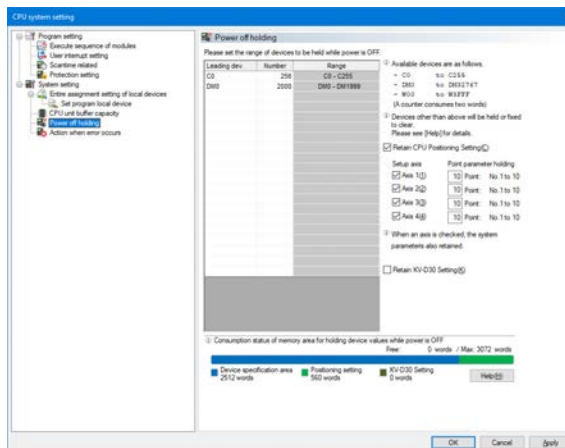 CPU system setting
Program setting
Execute sequence of modules
User interrupt setting
Scantime related
Protection setting
System setting
Entire assignment setting of local devices
Set program local device
CPU unit buffer capacity
Power off holding
Action when error occurs
Power off holding
Please set the range of devices to be held while power is OFF.
Leading dev. Number Range
C0 256 C0 - C255
DM0 2000 DM0 - DM1999
Available devices are as follows.
- C0 to C255
- DM0 to DM32767
- W00 to W3FFF
(A counter consumes two words)
Devices other than above will be held or fixed
to clear.
Please see [Help] for details.
Retain CPU Positioning Setting(C)
Setup axis Point parameter holding
Axis 1(1) 10 Point: No.1 to 10
Axis 2(2) 10 Point: No.1 to 10
Axis 3(3) 10 Point: No.1 to 10
Axis 4(4) 10 Point: No.1 to 10
When an axis is checked, the system
parameters also retained.
Retain KV-D30 Setting(K)
Consumption status of memory area for holding device values while power is OFF
Free: 0 words / Max: 3072 words
Device specification area Positioning setting KV-D30 Setting
2512 words 560 words 0 words
Help(H)
OK Cancel Apply